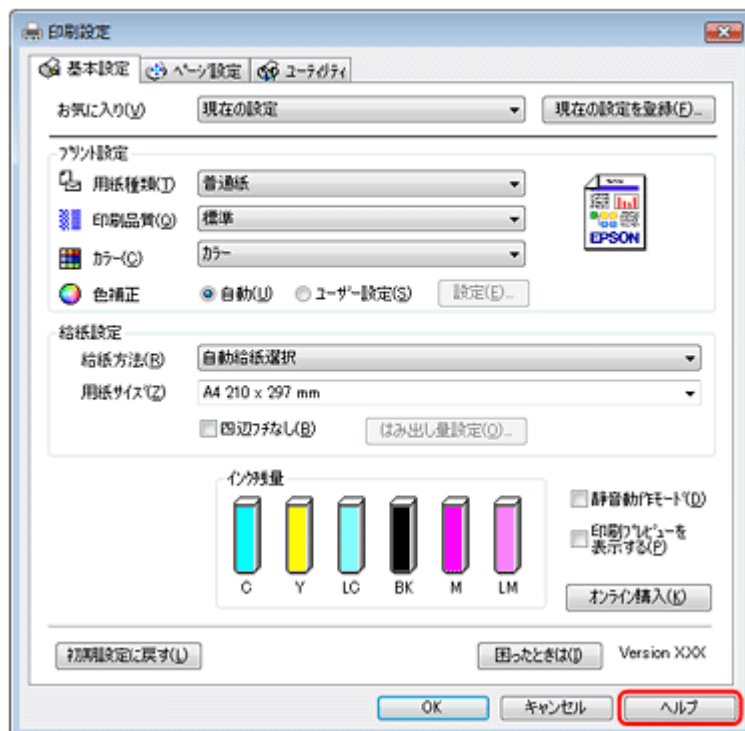 印刷設定
基本設定 ページ設定 ユーティリティ
お気に入り(V) 現在の設定 現在の設定を登録(F)...
プリント設定
用紙種類(T) 普通紙
印刷品質(Q) 標準
カラー(C) カラー
色補正 自動(U) ユーザー設定(S) 設定(E)...
EPSON
給紙設定
給紙方法(R) 自動給紙選択
用紙サイズ(Z) A4 210 x 297 mm
四辺フチなし(B) はみ出し量設定(O)...
インク残量
C Y LC BK M LM
静音動作モード(D)
印刷プレビューを
表示する(P)
オンライン購入(K)
初期設定に戻す(L) 困ったときは(I) Version XXX
OK キャンセル ヘルプ